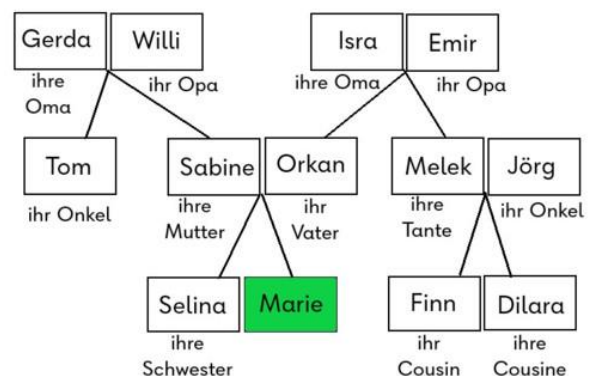 Gerda Willi Isra Emir
ihre ihr Opa ihre Oma ihr Opa
Oma
Tom Sabine Orkan Melek Jörg
ihr Onkel ihre ihr ihre ihr Onkel
Mutter Vater Tante
Selina Marie Finn Dilara
ihre ihr ihre
Schwester Cousin Cousine